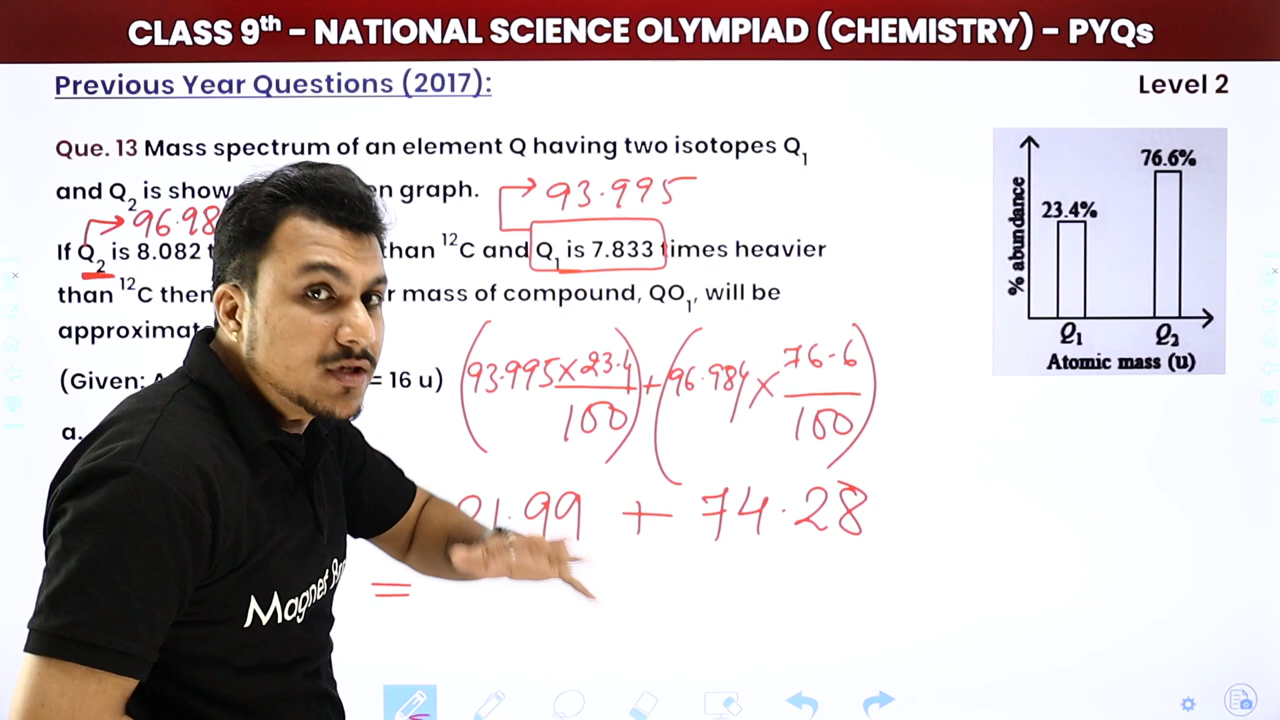 CLASS 9th – NATIONAL SCIENCE OLYMPIAD (CHEMISTRY) – PYQs
Previous Year Questions (2017):
Level 2
Que. 13 Mass spectrum of an element Q having two isotopes Q1
and Q2 is en graph.
→ 93.995
→ 96.98
If Q2 is 8.082 than 12C and Q1 is 7.833 times heavier
than 12C then mass of compound, QO1, will be
(Given: = 16 u)
(93.995 × 23.4/100) + (96.984 × 76.6/100)
a.
21.99 + 74.28
=
Magnet
% abundance
23.4%
76.6%
Q1 Q2
Atomic mass (u)